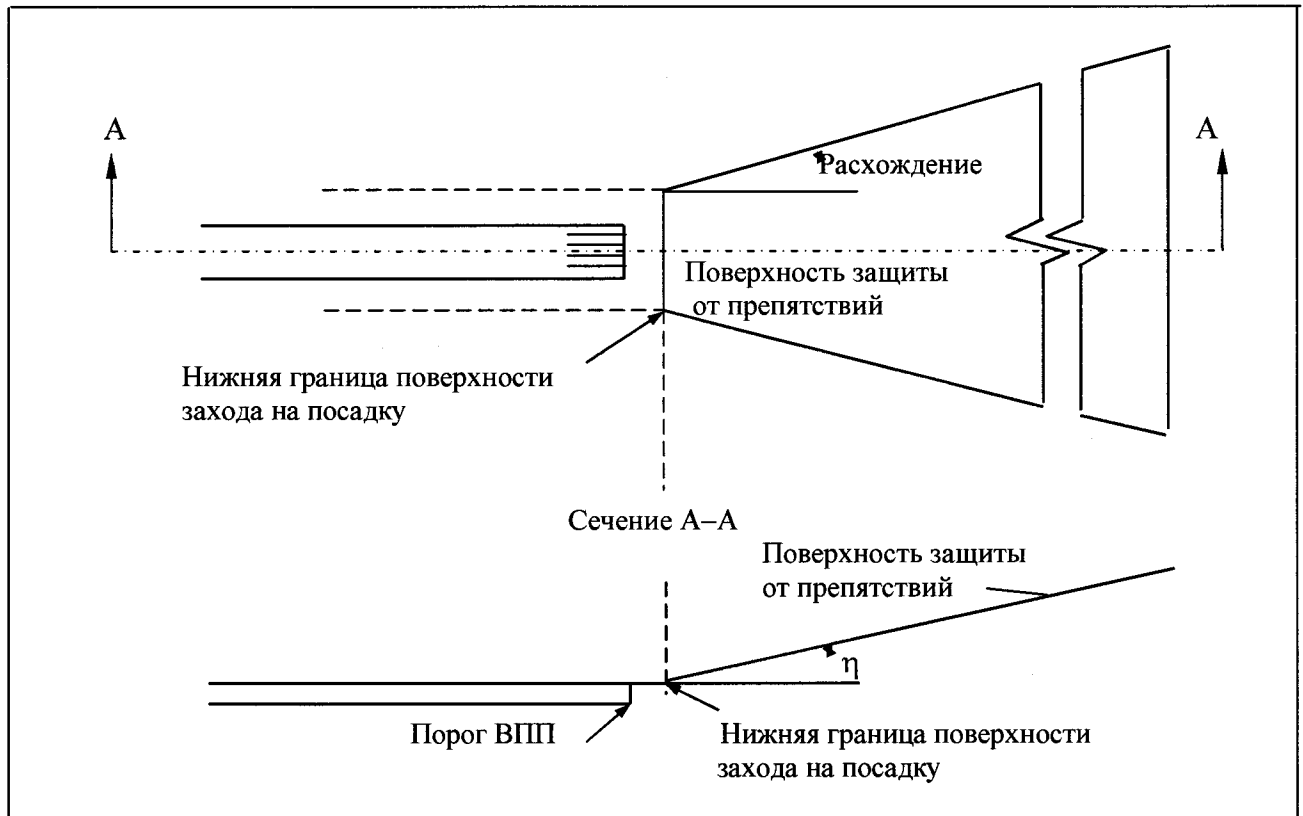 А
А
Расхождение
Поверхность защиты
от препятствий
Нижняя граница поверхности
захода на посадку
Сечение А–А
Поверхность защиты
от препятствий
η
Порог ВПП
Нижняя граница поверхности
захода на посадку